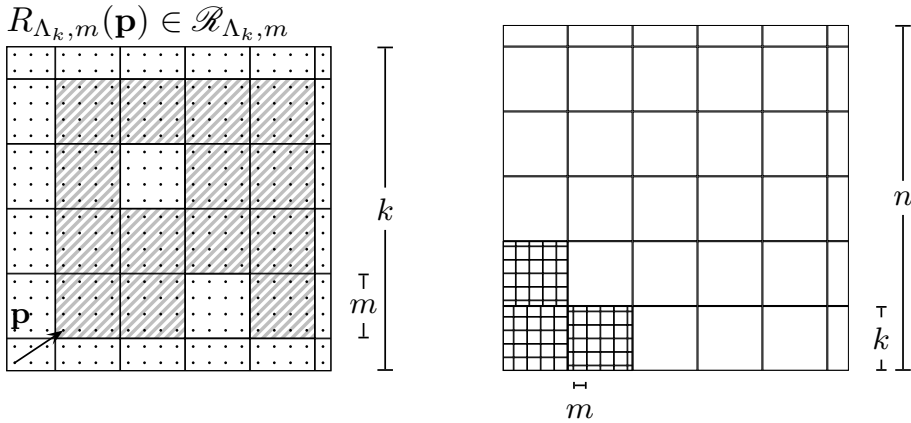 R_{Λ_k,m}(𝐩) ∈ ℛ_{Λ_k,m}
𝐩
m
k
m
k
n